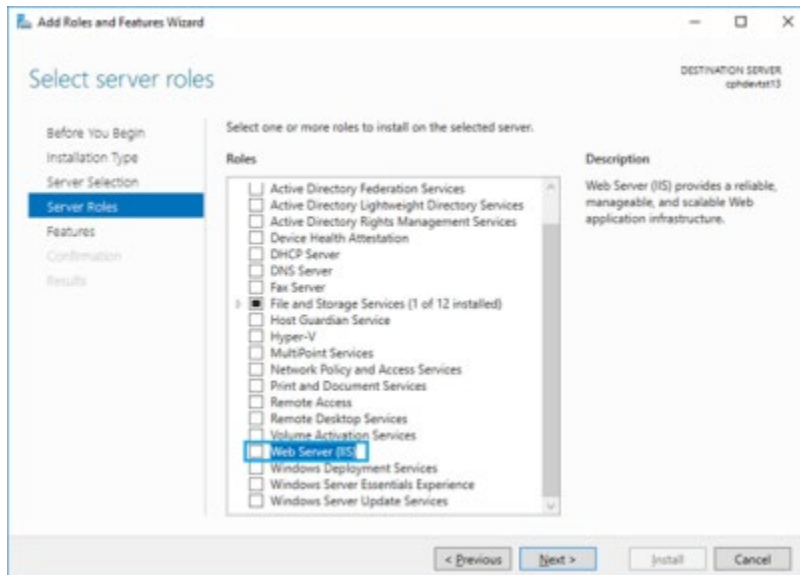 Add Roles and Features Wizard
Select server roles
DESTINATION SERVER
cphdevtst13
Before You Begin
Installation Type
Server Selection
Server Roles
Features
Confirmation
Results
Select one or more roles to install on the selected server.
Roles
Active Directory Federation Services
Active Directory Lightweight Directory Services
Active Directory Rights Management Services
Device Health Attestation
DHCP Server
DNS Server
Fax Server
File and Storage Services (1 of 12 installed)
Host Guardian Service
Hyper-V
MultiPoint Services
Network Policy and Access Services
Print and Document Services
Remote Access
Remote Desktop Services
Volume Activation Services
Web Server (IIS)
Windows Deployment Services
Windows Server Essentials Experience
Windows Server Update Services
Description
Web Server (IIS) provides a reliable,
manageable, and scalable Web
application infrastructure.
< Previous
Next >
Install
Cancel